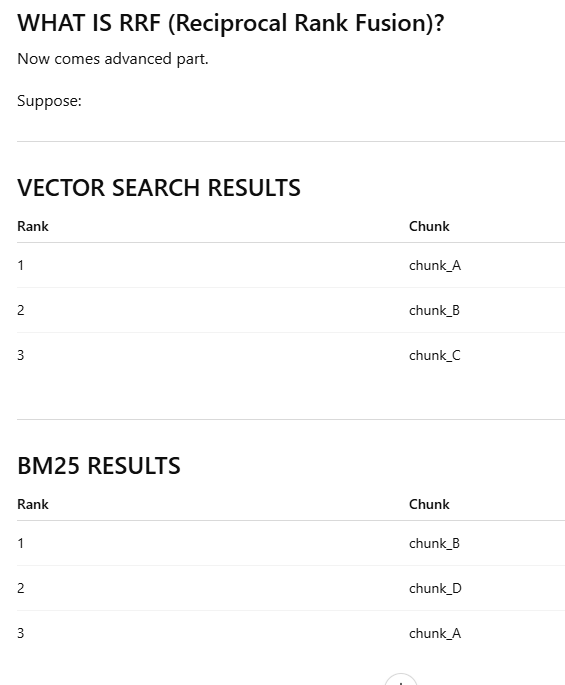 WHAT IS RRF (Reciprocal Rank Fusion)?
Now comes advanced part.
Suppose:
VECTOR SEARCH RESULTS
Rank Chunk
1 chunk_A
2 chunk_B
3 chunk_C
BM25 RESULTS
Rank Chunk
1 chunk_B
2 chunk_D
3 chunk_A